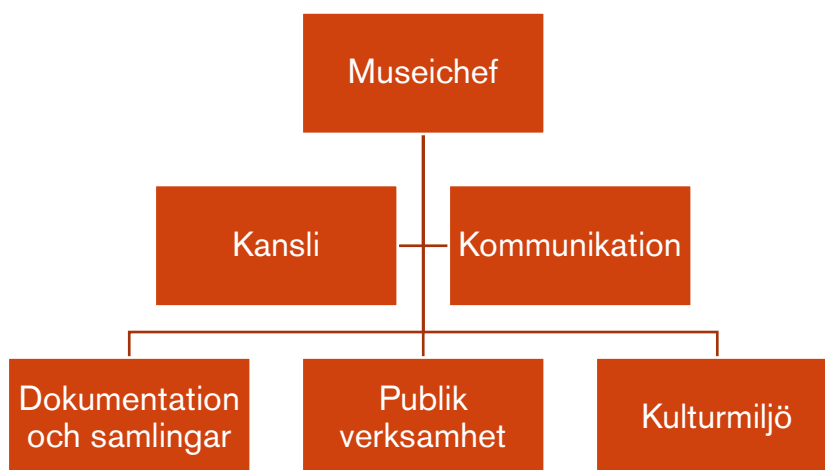 Museichef
Kansli
Kommunikation
Dokumentation
och samlingar
Publik
verksamhet
Kulturmiljö